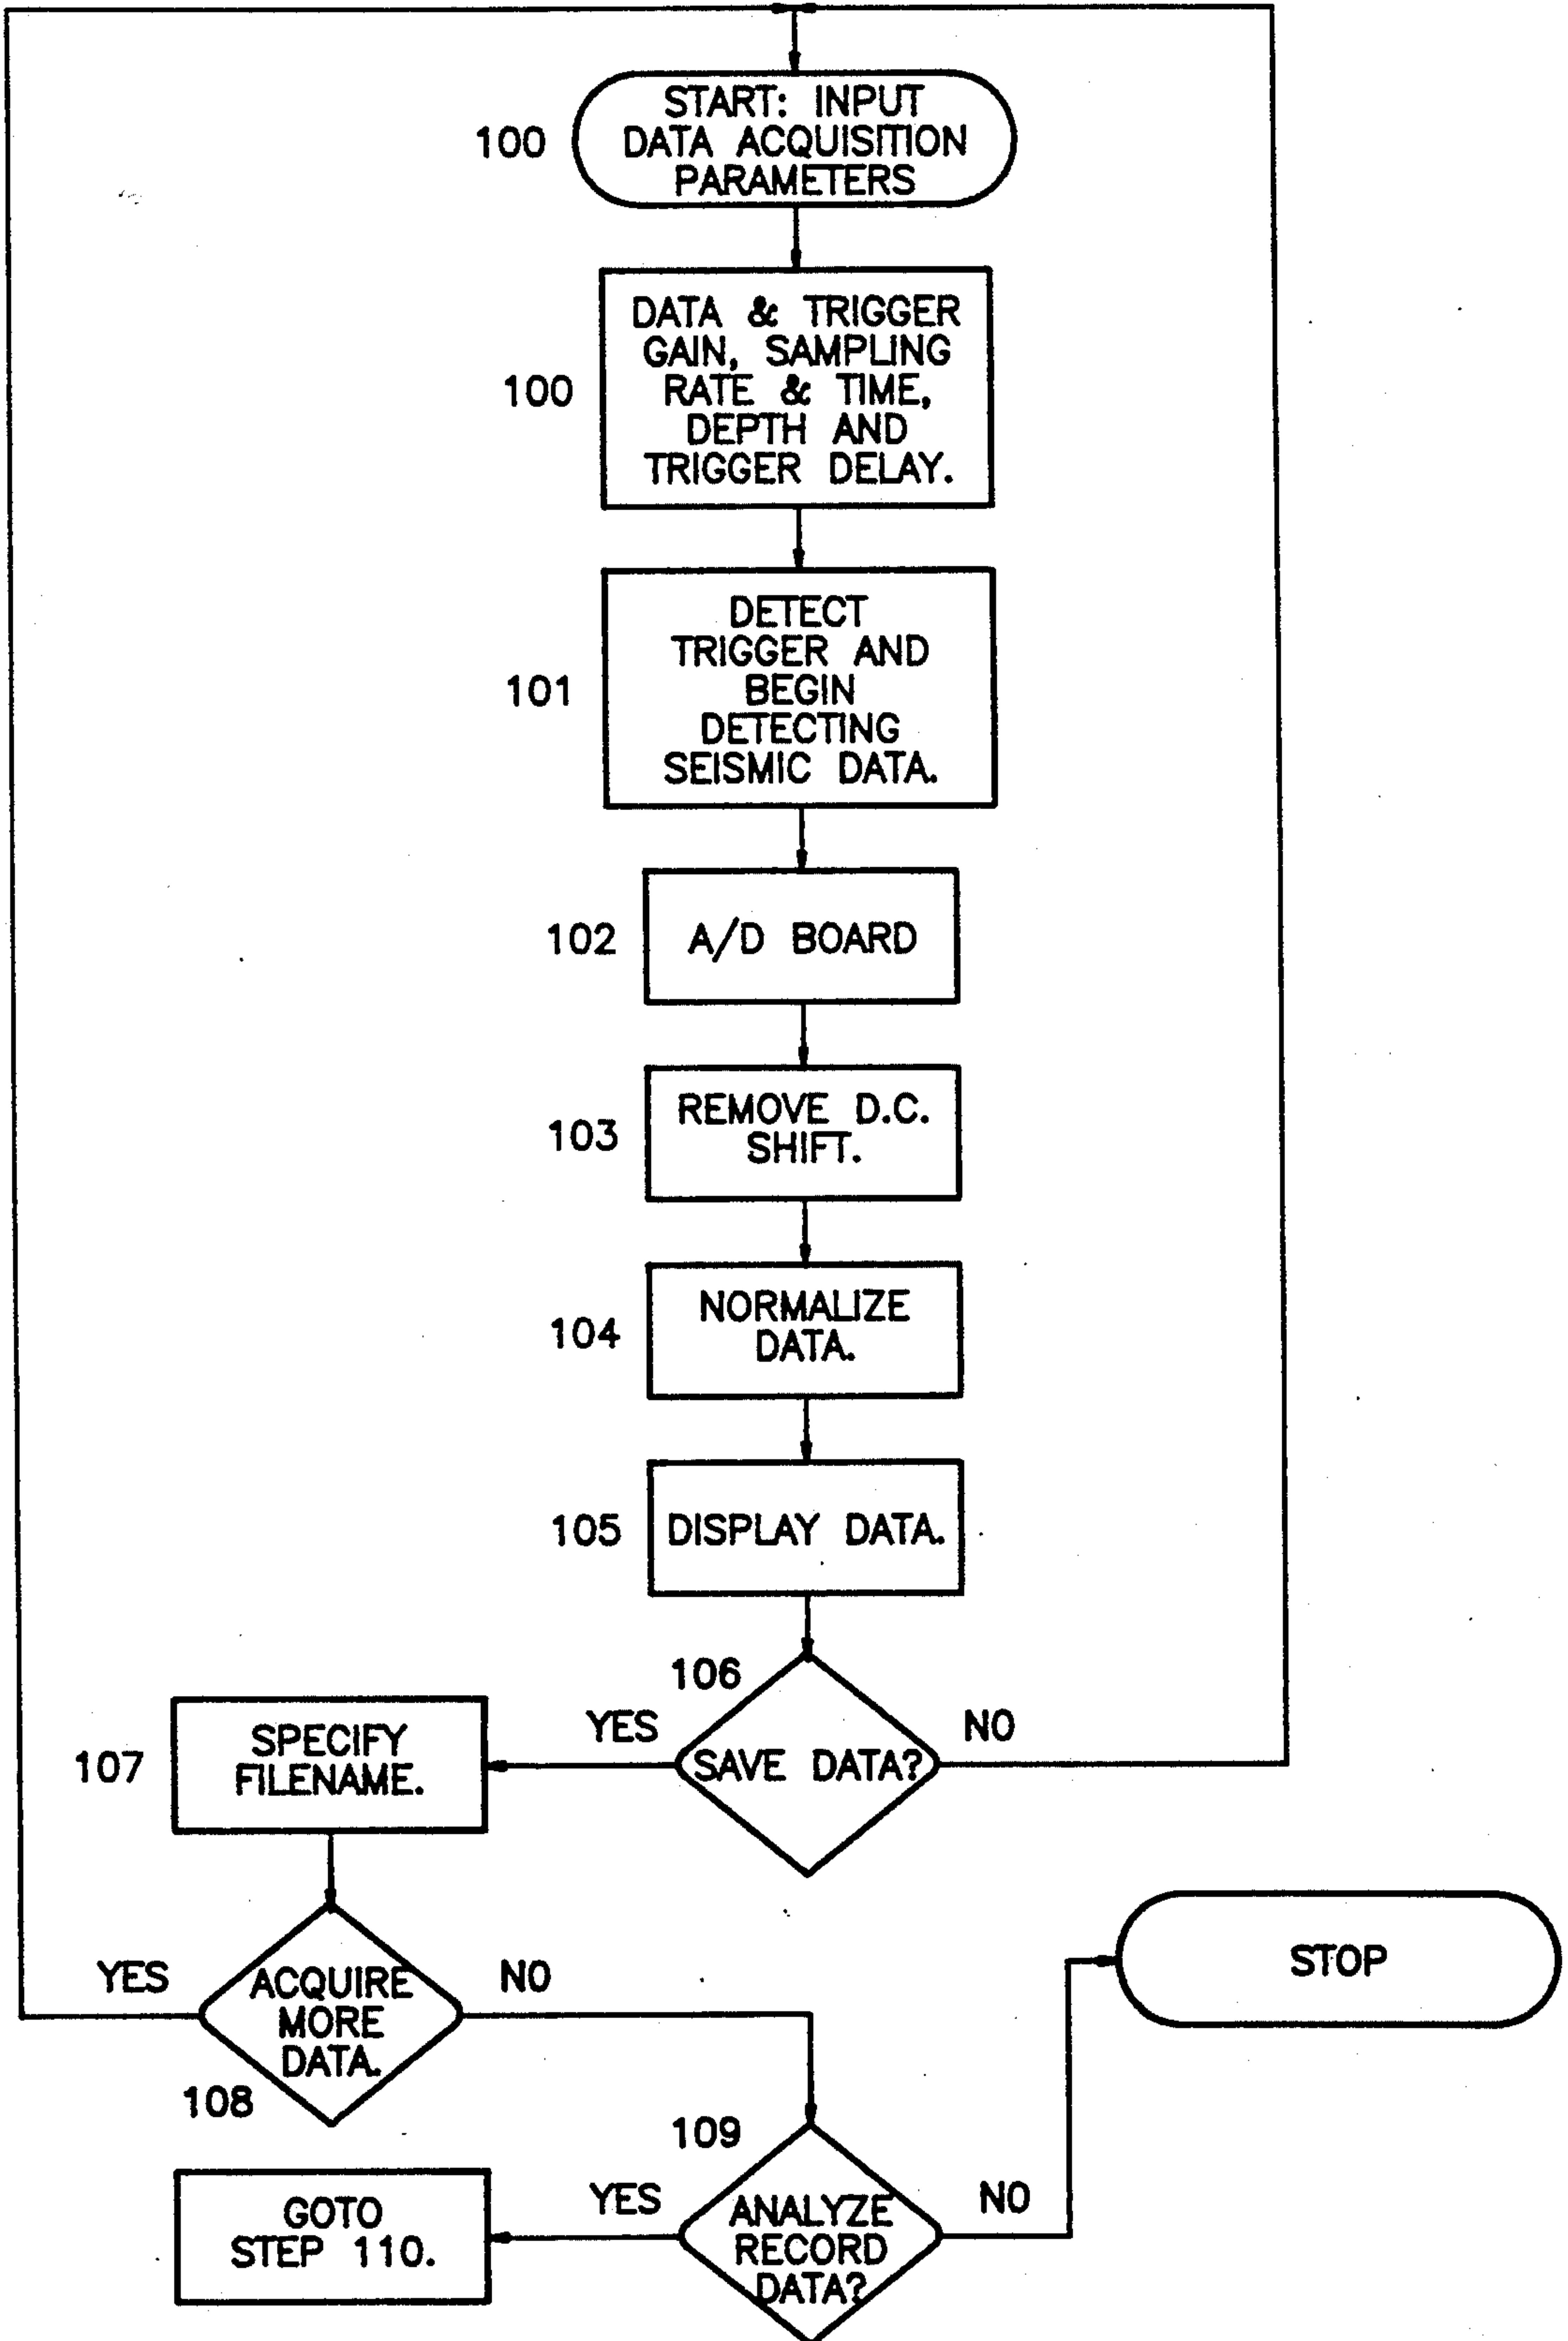 START: INPUT
DATA ACQUISITION
PARAMETERS
100
DATA & TRIGGER
GAIN, SAMPLING
RATE & TIME,
DEPTH AND
TRIGGER DELAY.
100
DETECT
TRIGGER AND
BEGIN
DETECTING
SEISMIC DATA.
101
102
A/D BOARD
103
REMOVE D.C.
SHIFT.
104
NORMALIZE
DATA.
105
DISPLAY DATA.
106
SAVE DATA?
YES
NO
107
SPECIFY
FILENAME.
YES
ACQUIRE
MORE
DATA.
NO
108
STOP
109
ANALYZE
RECORD
DATA?
YES
NO
GOTO
STEP 110.